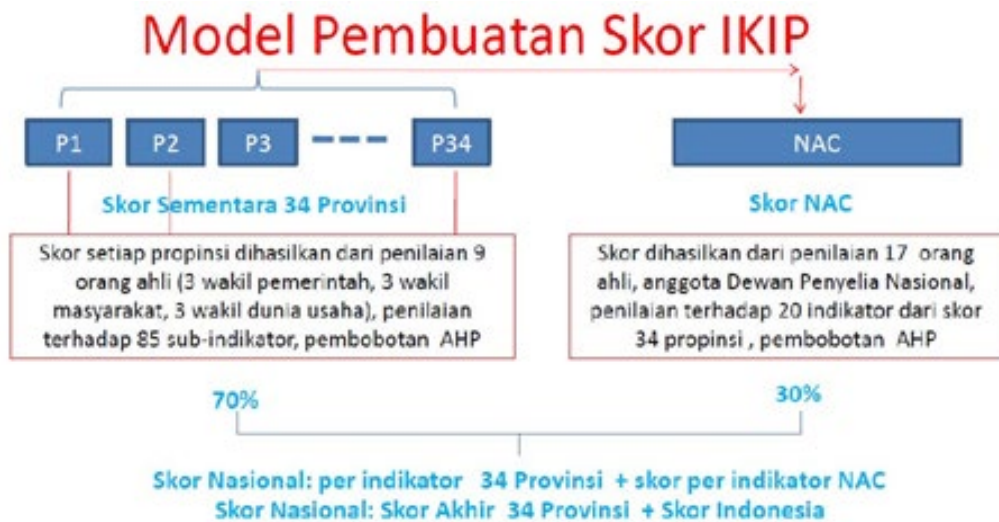 Model Pembuatan Skor IKIP
P1 P2 P3 P34 NAC
Skor Sementara 34 Provinsi
Skor setiap propinsi dihasilkan dari penilaian 9
orang ahli (3 wakil pemerintah, 3 wakil
masyarakat, 3 wakil dunia usaha), penilaian
terhadap 85 sub-indikator, pembobotan AHP
Skor NAC
Skor dihasilkan dari penilaian 17 orang
ahli, anggota Dewan Penyelia Nasional,
penilaian terhadap 20 indikator dari skor
34 propinsi , pembobotan AHP
70%
30%
Skor Nasional: per indikator 34 Provinsi + skor per indikator NAC
Skor Nasional: Skor Akhir 34 Provinsi + Skor Indonesia